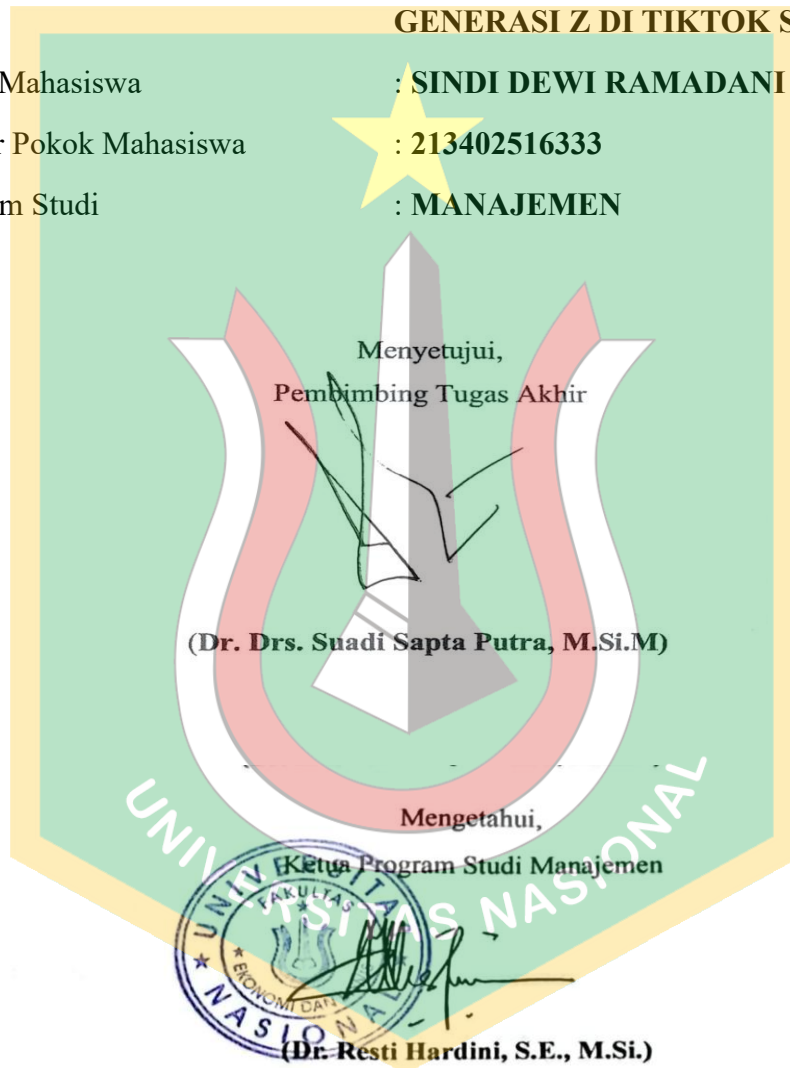 GENERASI Z DI TIKTOK S
Mahasiswa : SINDI DEWI RAMADANI
Pokok Mahasiswa : 213402516333
Studi : MANAJEMEN
Menyetujui,
Pembimbing Tugas Akhir
(Dr. Drs. Suadi Sapta Putra, M.Si.M)
Mengetahui,
Ketua Program Studi Manajemen
UNIVERSITAS NASIONAL
UNIVERSITAS NASIONAL
FAKULTAS
EKONOMI DAN
(Dr. Resti Hardini, S.E., M.Si.)